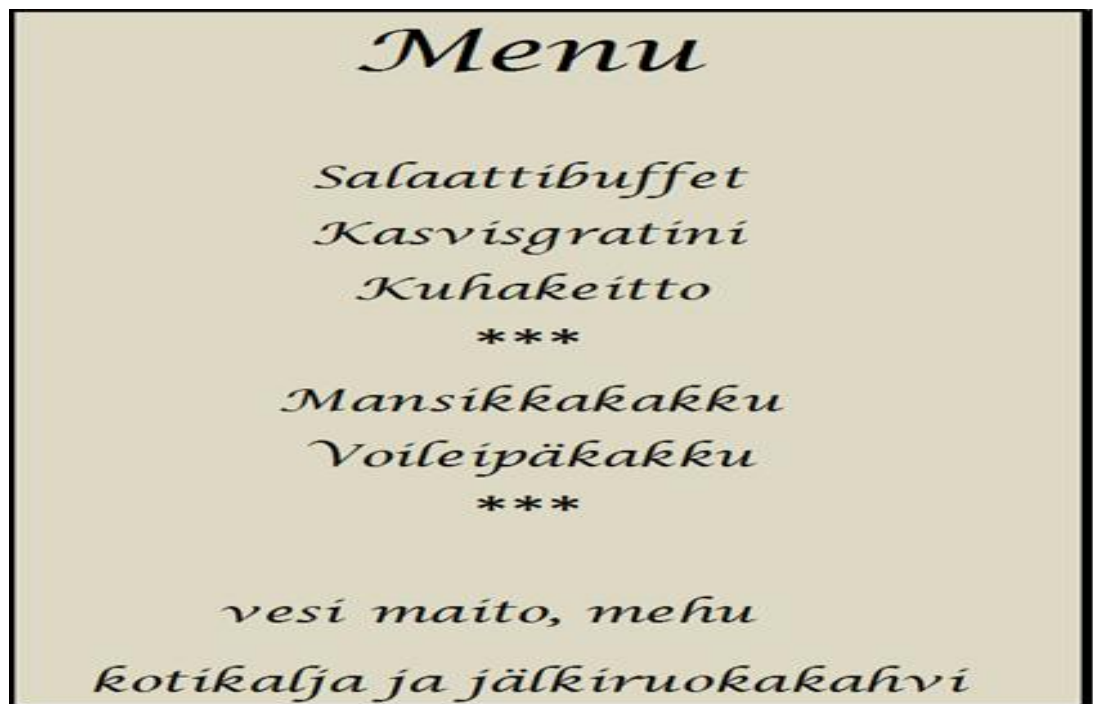 Menu
Salaattibuffet
Kasvisgratini
Kuhakeitto
***
Mansikkakakku
Voileipäkakku
***
vesi maito, mehu
kotikalja ja jälkiruokakahvi